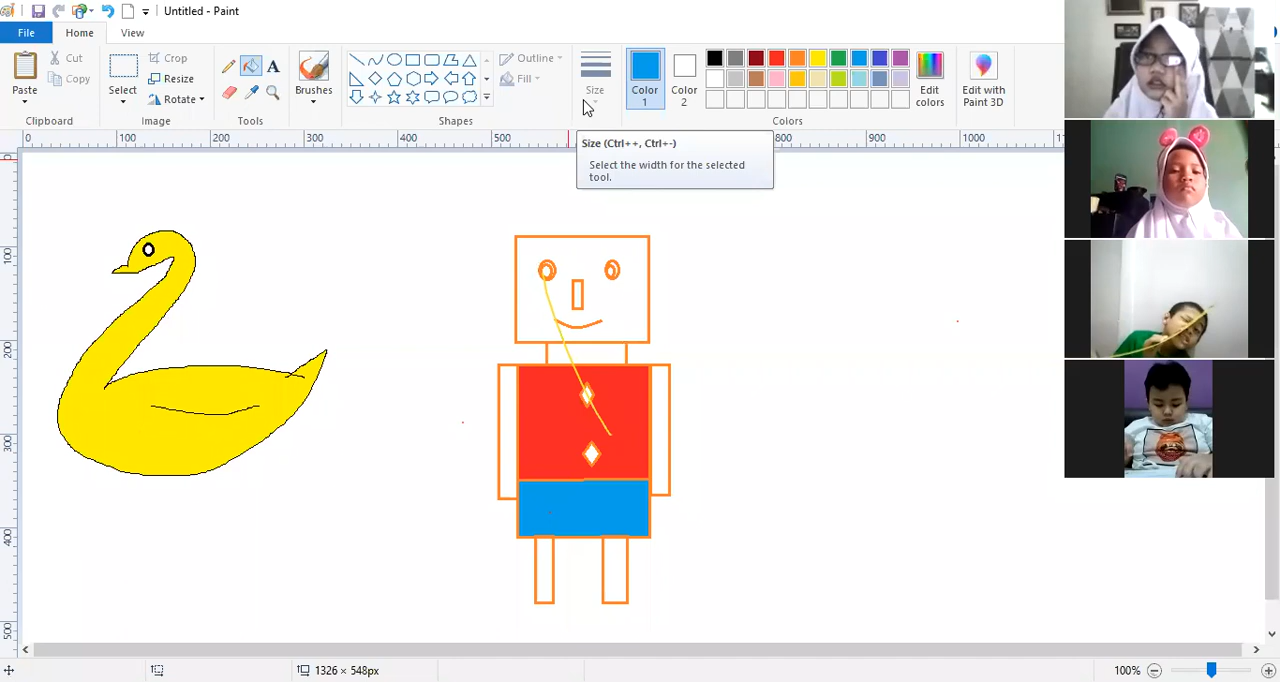 Untitled - Paint
File Home View
Paste
Cut
Copy
Clipboard
Select
Crop
Resize
Rotate
Image
A
Tools
Brushes
Shapes
Outline
Fill
Size
Color 1
Color 2
Edit colors
Edit with Paint 3D
Colors
0 100 200 300 400 500 800 900 1000
Size (Ctrl++, Ctrl+-)
Select the width for the selected
tool.
100
200
300
400
500
1326 × 548px
100%